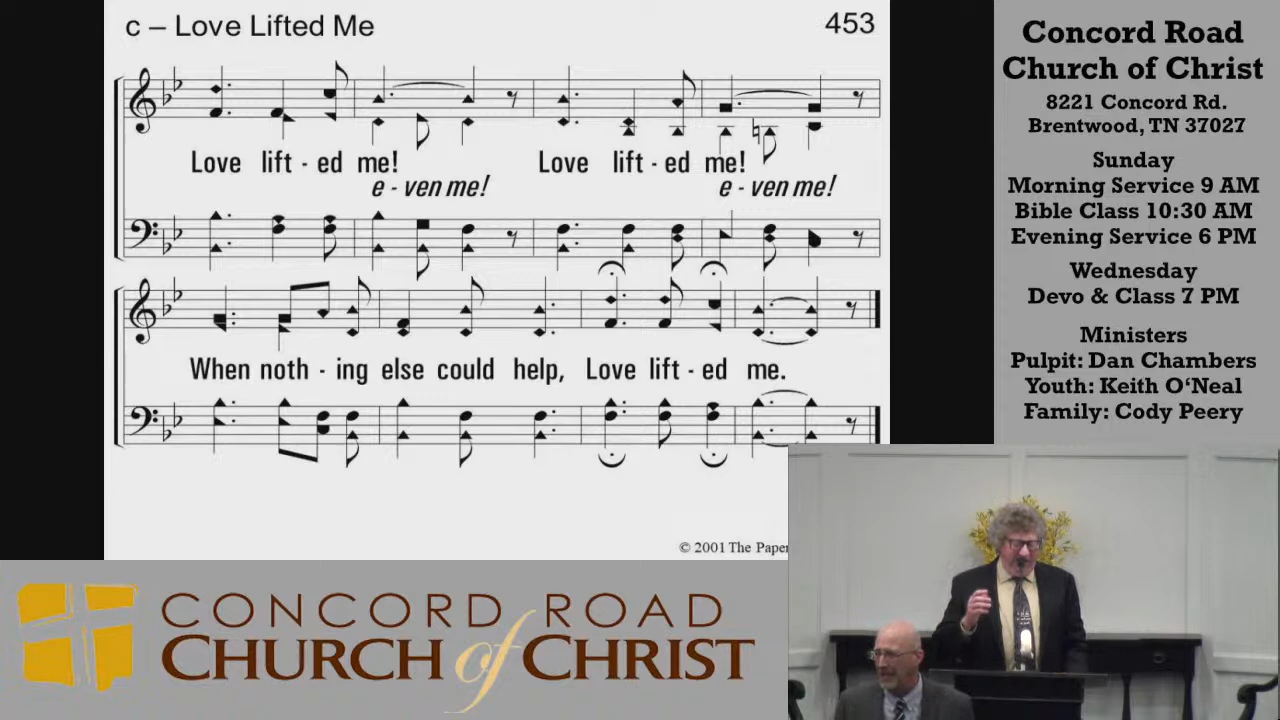 c – Love Lifted Me
453
Love lift - ed me! Love lift - ed me!
e - ven me! e - ven me!
When noth - ing else could help, Love lift - ed me.
© 2001 The Paper
CONCORD ROAD
CHURCH of CHRIST
Concord Road
Church of Christ
8221 Concord Rd.
Brentwood, TN 37027
Sunday
Morning Service 9 AM
Bible Class 10:30 AM
Evening Service 6 PM
Wednesday
Devo & Class 7 PM
Ministers
Pulpit: Dan Chambers
Youth: Keith O‘Neal
Family: Cody Peery